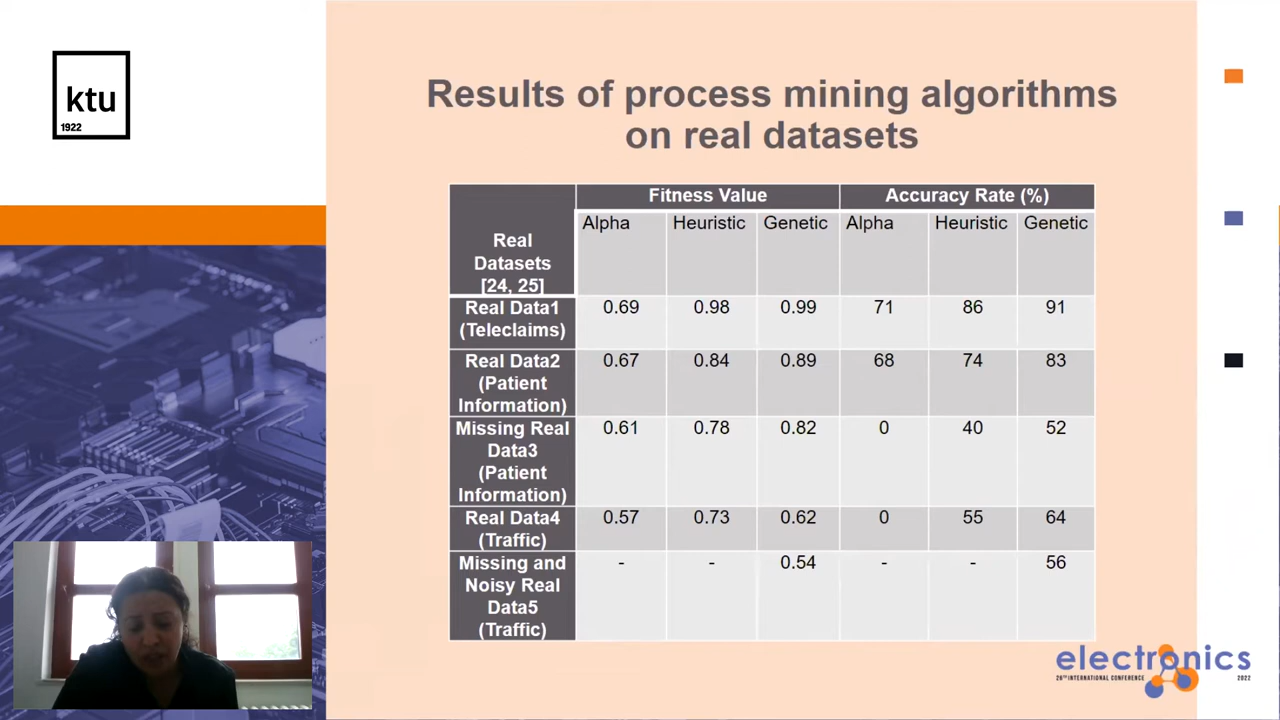 ktu
1922
Results of process mining algorithms
on real datasets
Fitness Value Accuracy Rate (%)
Real
Datasets
[24, 25]
Alpha Heuristic Genetic Alpha Heuristic Genetic
Real Data1
(Teleclaims)
0.69 0.98 0.99 71 86 91
Real Data2
(Patient
Information)
0.67 0.84 0.89 68 74 83
Missing Real
Data3
(Patient
Information)
0.61 0.78 0.82 0 40 52
Real Data4
(Traffic)
0.57 0.73 0.62 0 55 64
Missing and
Noisy Real
Data5
(Traffic)
- - 0.54 - - 56
electronics
26TH INTERNATIONAL CONFERENCE 2022